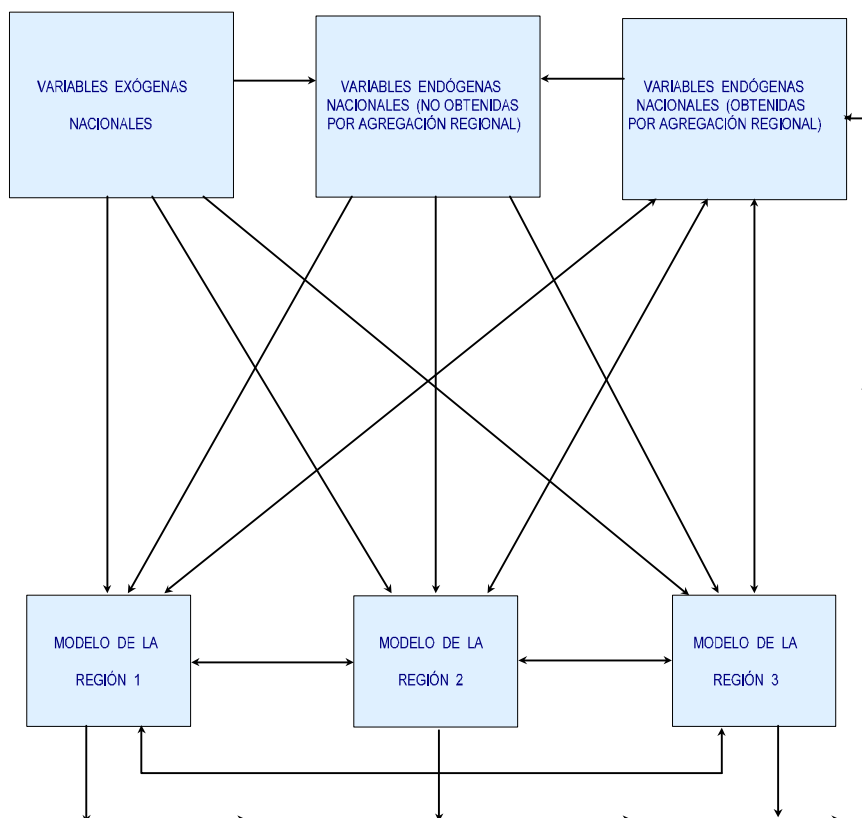 VARIABLES EXÓGENAS
NACIONALES
VARIABLES ENDÓGENAS
NACIONALES (NO OBTENIDAS
POR AGREGACIÓN REGIONAL)
VARIABLES ENDÓGENAS
NACIONALES (OBTENIDAS
POR AGREGACIÓN REGIONAL)
MODELO DE LA
REGIÓN 1
MODELO DE LA
REGIÓN 2
MODELO DE LA
REGIÓN 3